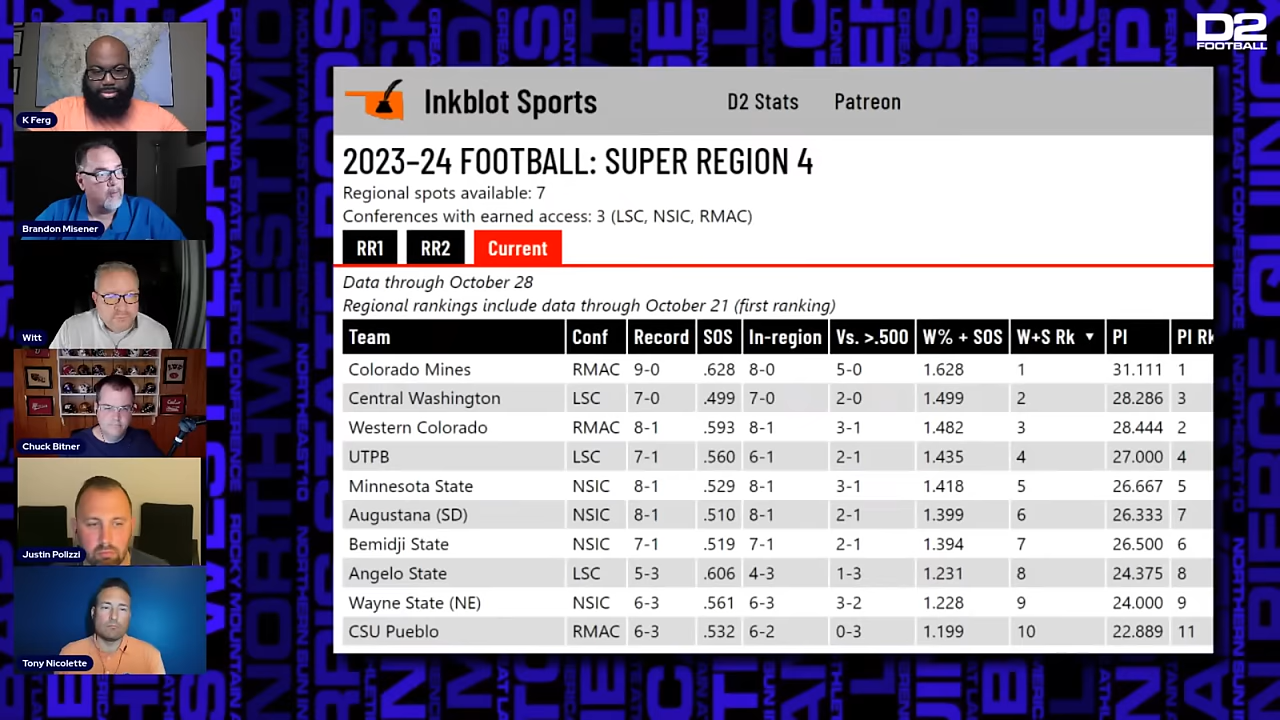 D2
FOOTBALL
K Ferg
Brandon Misener
Witt
Chuck Bitner
Justin Polizzi
Tony Nicolette
Inkblot Sports D2 Stats Patreon
2023-24 FOOTBALL: SUPER REGION 4
Regional spots available: 7
Conferences with earned access: 3 (LSC, NSIC, RMAC)
RR1 RR2 Current
Data through October 28
Regional rankings include data through October 21 (first ranking)
Team Conf Record SOS In-region Vs. >.500 W% + SOS W+S Rk ▼ PI PI Rk
Colorado Mines RMAC 9-0 .628 8-0 5-0 1.628 1 31.111 1
Central Washington LSC 7-0 .499 7-0 2-0 1.499 2 28.286 3
Western Colorado RMAC 8-1 .593 8-1 3-1 1.482 3 28.444 2
UTPB LSC 7-1 .560 6-1 2-1 1.435 4 27.000 4
Minnesota State NSIC 8-1 .529 8-1 3-1 1.418 5 26.667 5
Augustana (SD) NSIC 8-1 .510 8-1 2-1 1.399 6 26.333 7
Bemidji State NSIC 7-1 .519 7-1 2-1 1.394 7 26.500 6
Angelo State LSC 5-3 .606 4-3 1-3 1.231 8 24.375 8
Wayne State (NE) NSIC 6-3 .561 6-3 3-2 1.228 9 24.000 9
CSU Pueblo RMAC 6-3 .532 6-2 0-3 1.199 10 22.889 11